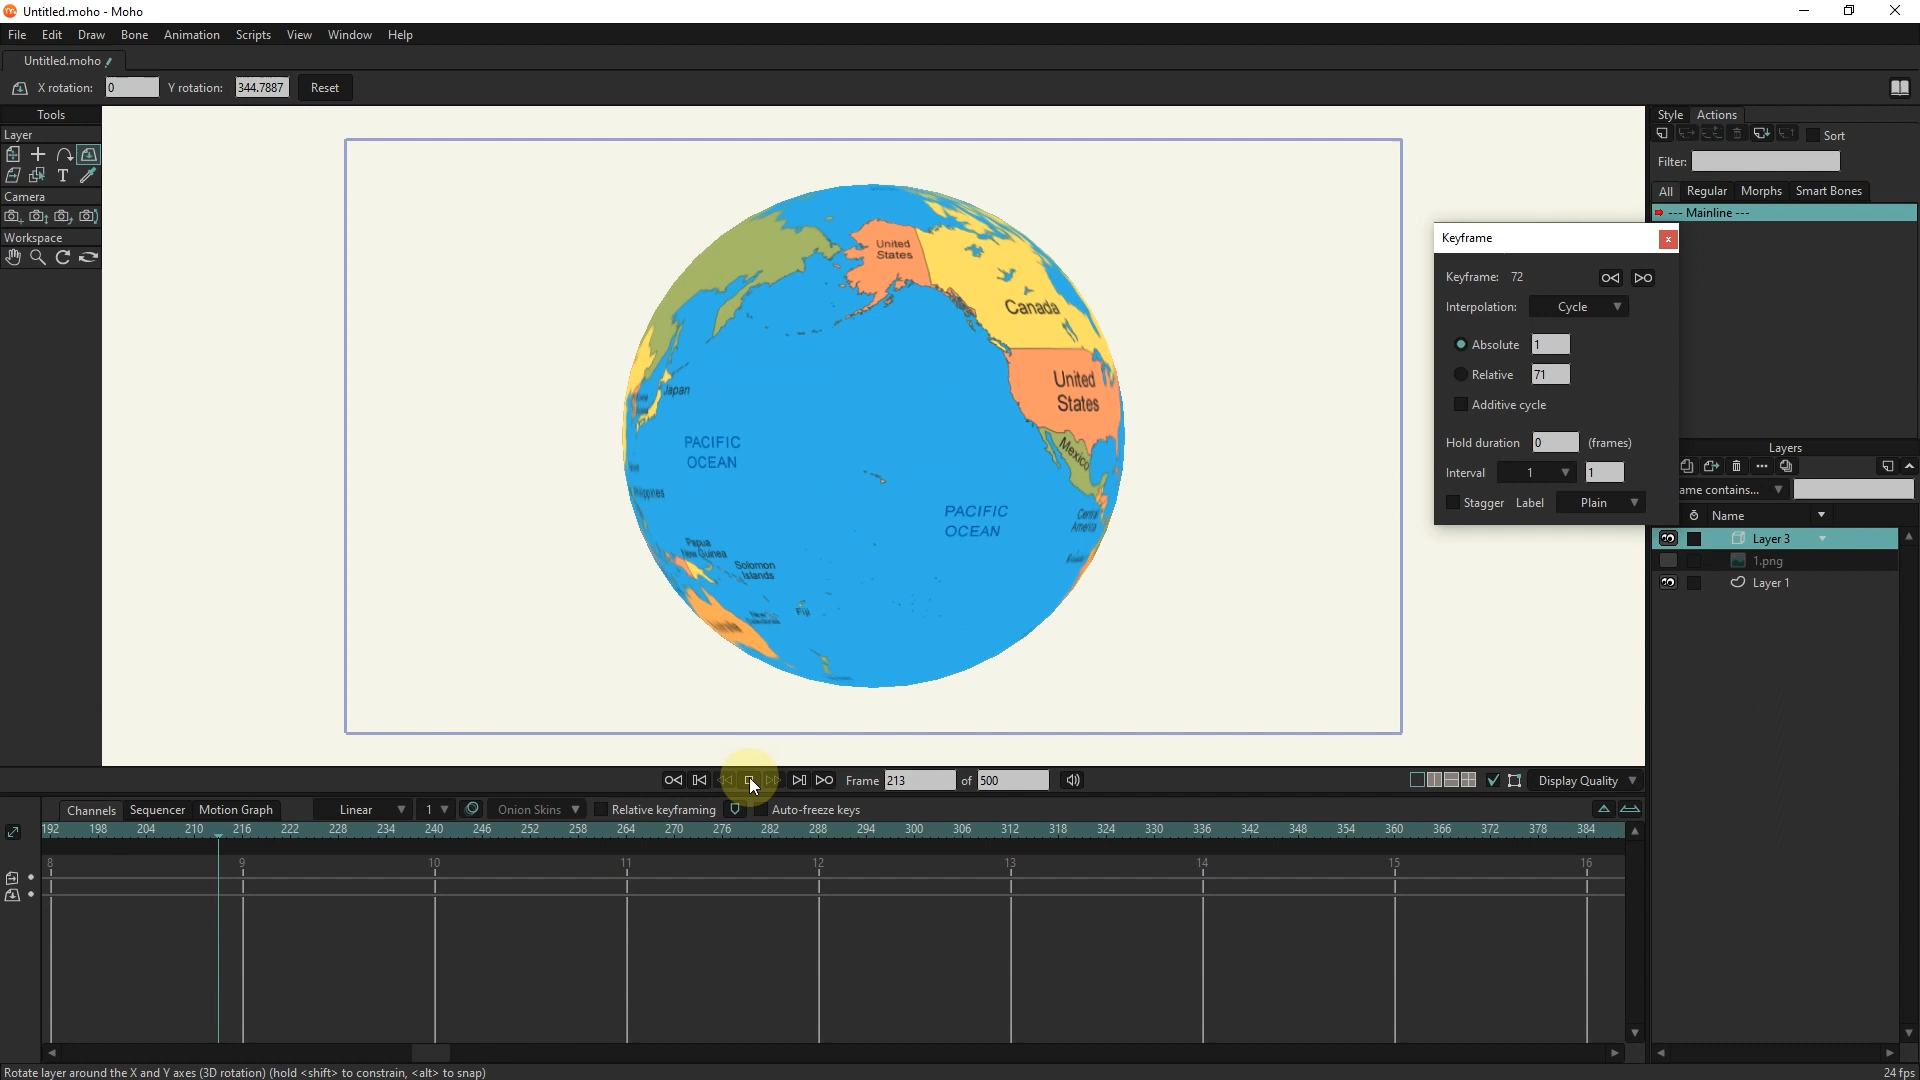 Untitled.moho - Moho
File Edit Draw Bone Animation Scripts View Window Help
Untitled.moho
X rotation: 0 Y rotation: 344.7887 Reset
Tools
Layer
Camera
Workspace
United
States
Canada
United
States
Mexico
Central
America
Japan
PACIFIC
OCEAN
Philippines
PACIFIC
OCEAN
Papua
New Guinea
Solomon
Islands
Fiji
Style Actions
Sort
Filter:
All Regular Morphs Smart Bones
--- Mainline ---
Keyframe
Keyframe: 72
Interpolation: Cycle
Absolute 1
Relative 71
Additive cycle
Hold duration 0 (frames)
Interval 1 1
Stagger Label Plain
Layers
ame contains...
Name
Layer 3
1.png
Layer 1
Frame 213 of 500
Display Quality
Channels Sequencer Motion Graph Linear 1 Onion Skins Relative keyframing Auto-freeze keys
192 198 204 210 216 222 228 234 240 246 252 258 264 270 276 282 288 294 300 306 312 318 324 330 336 342 348 354 360 366 372 378 384
8 9 10 11 12 13 14 15 16
Rotate layer around the X and Y axes (3D rotation) (hold <shift> to constrain, <alt> to snap)
24 fps